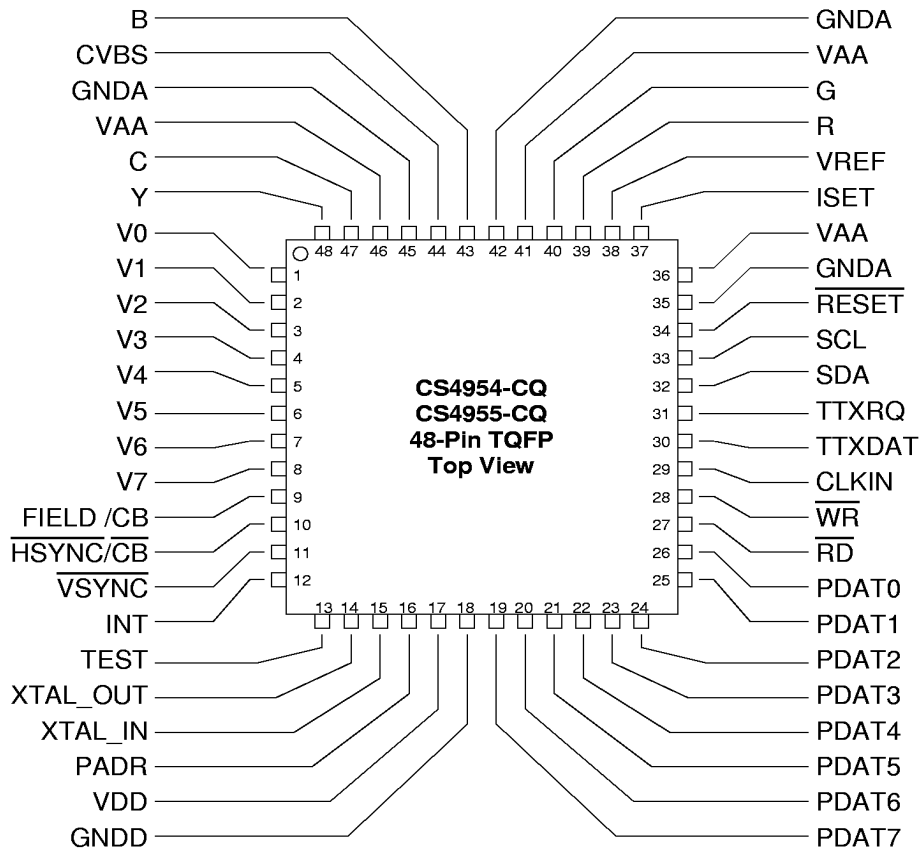 B
CVBS
GNDA
VAA
C
Y
V0
V1
V2
V3
V4
V5
V6
V7
FIELD /CB
HSYNC/CB
VSYNC
INT
TEST
XTAL_OUT
XTAL_IN
PADR
VDD
GNDD
48 47 46 45 44 43 42 41 40 39 38 37
1
2
3
4
5
6
7
8
9
10
11
12
CS4954-CQ
CS4955-CQ
48-Pin TQFP
Top View
36
35
34
33
32
31
30
29
28
27
26
25
13 14 15 16 17 18 19 20 21 22 23 24
GNDA
VAA
G
R
VREF
ISET
VAA
GNDA
RESET
SCL
SDA
TTXRQ
TTXDAT
CLKIN
WR
RD
PDAT0
PDAT1
PDAT2
PDAT3
PDAT4
PDAT5
PDAT6
PDAT7